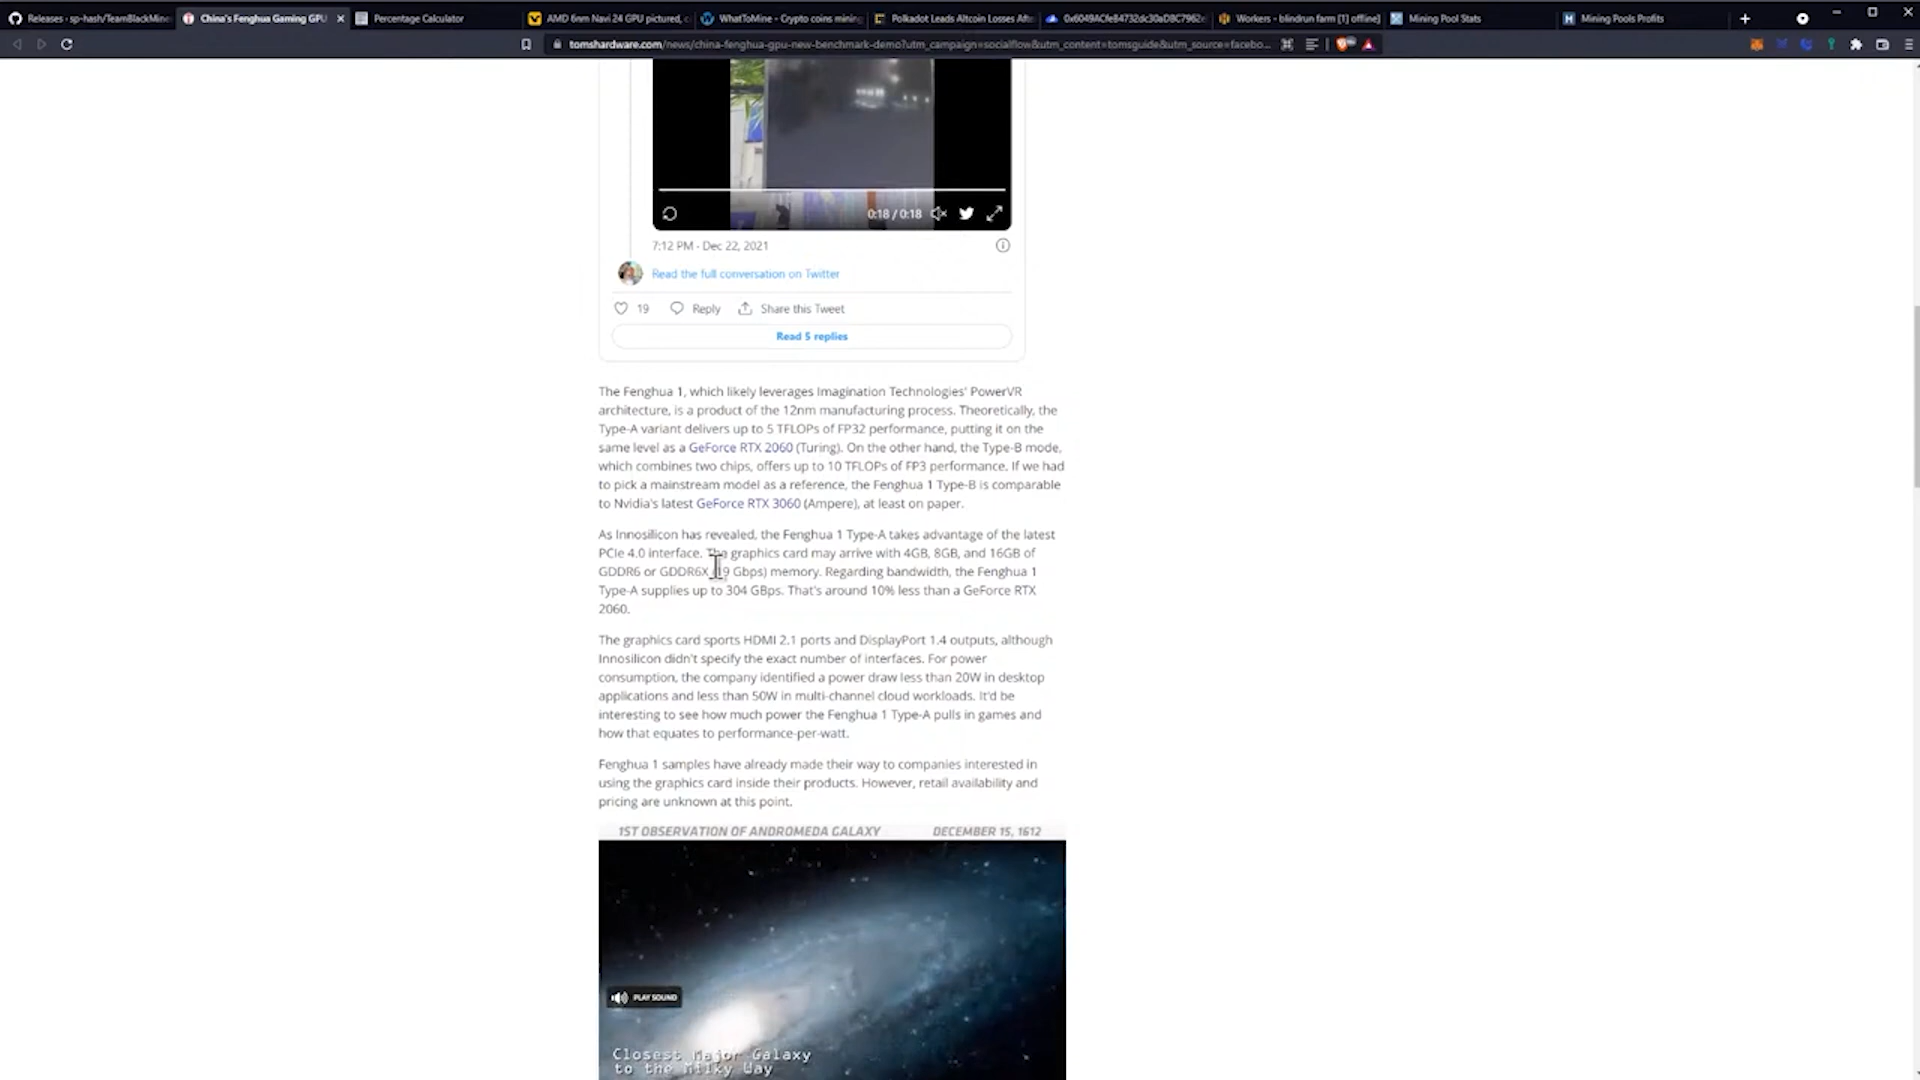 Releases · sp-hash/TeamBlackMine
China's Fenghua Gaming GPU
Percentage Calculator
AMD 6nm Navi 24 GPU pictured, c
WhatToMine - Crypto coins mining
Polkadot Leads Altcoin Losses Afte
Workers - blindrun farm [1] offline]
Mining Pool Stats
Mining Pools Profits
tomshardware.com/news/china-fenghua-gpu-new-benchmark-demo?utm_campaign=socialflow&utm_content=tomsguide&utm_source=facebo...
0:18 / 0:18
7:12 PM · Dec 22, 2021
Read the full conversation on Twitter
19 Reply Share this Tweet
Read 5 replies
The Fenghua 1, which likely leverages Imagination Technologies' PowerVR
architecture, is a product of the 12nm manufacturing process. Theoretically, the
Type-A variant delivers up to 5 TFLOPs of FP32 performance, putting it on the
same level as a GeForce RTX 2060 (Turing). On the other hand, the Type-B mode,
which combines two chips, offers up to 10 TFLOPs of FP3 performance. If we had
to pick a mainstream model as a reference, the Fenghua 1 Type-B is comparable
to Nvidia's latest GeForce RTX 3060 (Ampere), at least on paper.
As Innosilicon has revealed, the Fenghua 1 Type-A takes advantage of the latest
PCIe 4.0 interface. The graphics card may arrive with 4GB, 8GB, and 16GB of
GDDR6 or GDDR6X (19 Gbps) memory. Regarding bandwidth, the Fenghua 1
Type-A supplies up to 304 GBps. That's around 10% less than a GeForce RTX
2060.
The graphics card sports HDMI 2.1 ports and DisplayPort 1.4 outputs, although
Innosilicon didn't specify the exact number of interfaces. For power
consumption, the company identified a power draw less than 20W in desktop
applications and less than 50W in multi-channel cloud workloads. It'd be
interesting to see how much power the Fenghua 1 Type-A pulls in games and
how that equates to performance-per-watt.
Fenghua 1 samples have already made their way to companies interested in
using the graphics card inside their products. However, retail availability and
pricing are unknown at this point.
1ST OBSERVATION OF ANDROMEDA GALAXY DECEMBER 15, 1612
PLAY SOUND
Closest Major Galaxy
to the Milky Way